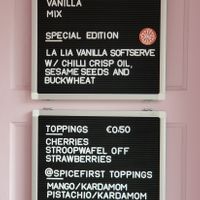 VANILLA
MIX
SPECIAL EDITION
LA LIA VANILLA SOFTSERVE
W/ CHILLI CRISP OIL,
SESAME SEEDS AND
BUCKWHEAT
TOPPINGS €0.50
CHERRIES
STROOPWAFEL OFF
STRAWBERRIES
@SPICEFIRST TOPPINGS
MANGO/KARDAMOM
PISTACHIO/KARDAMOM